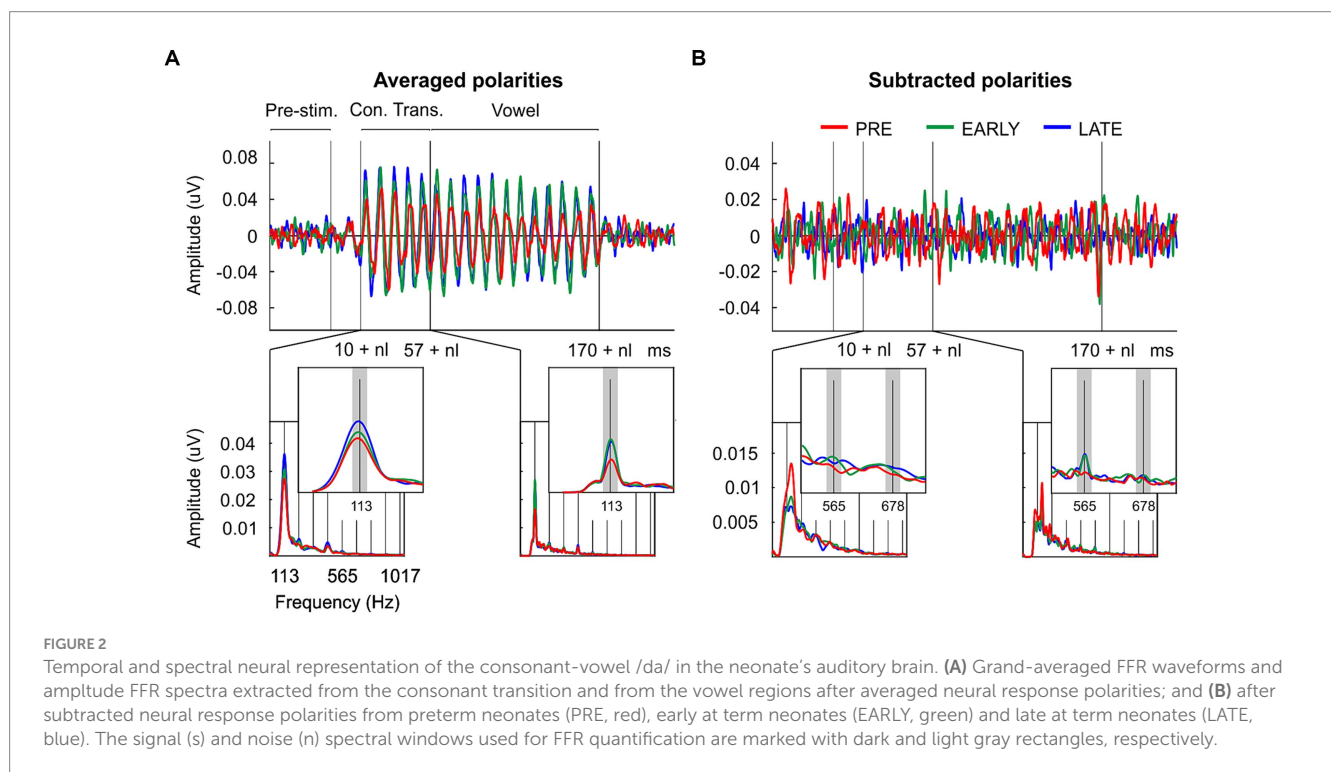 A
Averaged polarities
Pre-stim. Con. Trans. Vowel
Amplitude (uV)
0.08
0.04
0
-0.04
-0.08
10 + nl 57 + nl 170 + nl ms
Amplitude (uV)
0.04
0.03
0.02
0.01
113
113
113 565 1017
Frequency (Hz)
B
Subtracted polarities
PRE EARLY LATE
Amplitude (uV)
0.04
0.02
0
-0.02
-0.04
10 + nl 57 + nl 170 + nl ms
Amplitude (uV)
0.015
0.01
0.005
565 678
565 678
FIGURE 2
Temporal and spectral neural representation of the consonant-vowel /da/ in the neonate's auditory brain. (A) Grand-averaged FFR waveforms and
ampltude FFR spectra extracted from the consonant transition and from the vowel regions after averaged neural response polarities; and (B) after
subtracted neural response polarities from preterm neonates (PRE, red), early at term neonates (EARLY, green) and late at term neonates (LATE,
blue). The signal (s) and noise (n) spectral windows used for FFR quantification are marked with dark and light gray rectangles, respectively.